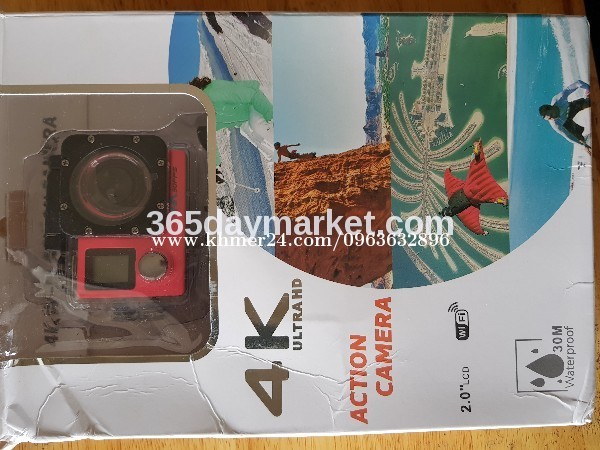 365daymarket.com
www.khmer24.com/0963632896
4K
ULTRA HD
ACTION
CAMERA
2.0" LCD
WiFi
30M
Waterproof